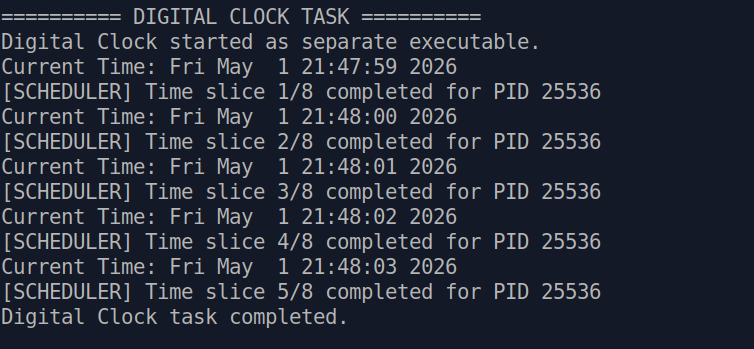 ========== DIGITAL CLOCK TASK ==========
Digital Clock started as separate executable.
Current Time: Fri May  1 21:47:59 2026
[SCHEDULER] Time slice 1/8 completed for PID 25536
Current Time: Fri May  1 21:48:00 2026
[SCHEDULER] Time slice 2/8 completed for PID 25536
Current Time: Fri May  1 21:48:01 2026
[SCHEDULER] Time slice 3/8 completed for PID 25536
Current Time: Fri May  1 21:48:02 2026
[SCHEDULER] Time slice 4/8 completed for PID 25536
Current Time: Fri May  1 21:48:03 2026
[SCHEDULER] Time slice 5/8 completed for PID 25536
Digital Clock task completed.